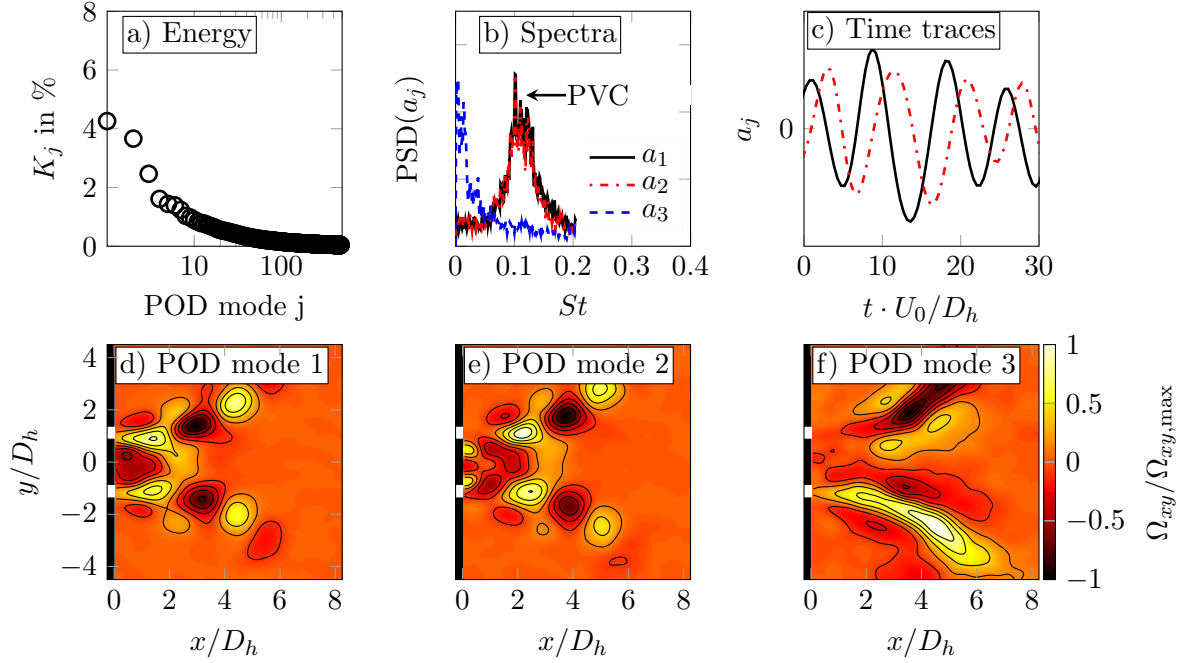 a) Energy
8
6
4
2
0
10
100
K_j in %
POD mode j
b) Spectra
PVC
a_1
a_2
a_3
PSD(a_j)
0
0.1
0.2
0.3
0.4
St
c) Time traces
a_j
0
0
10
20
30
t · U_0/D_h
d) POD mode 1
4
2
0
−2
−4
y/D_h
0
2
4
6
8
x/D_h
e) POD mode 2
0
2
4
6
8
x/D_h
f) POD mode 3
0
2
4
6
8
x/D_h
1
0.5
0
−0.5
−1
Ω_xy/Ω_xy,max